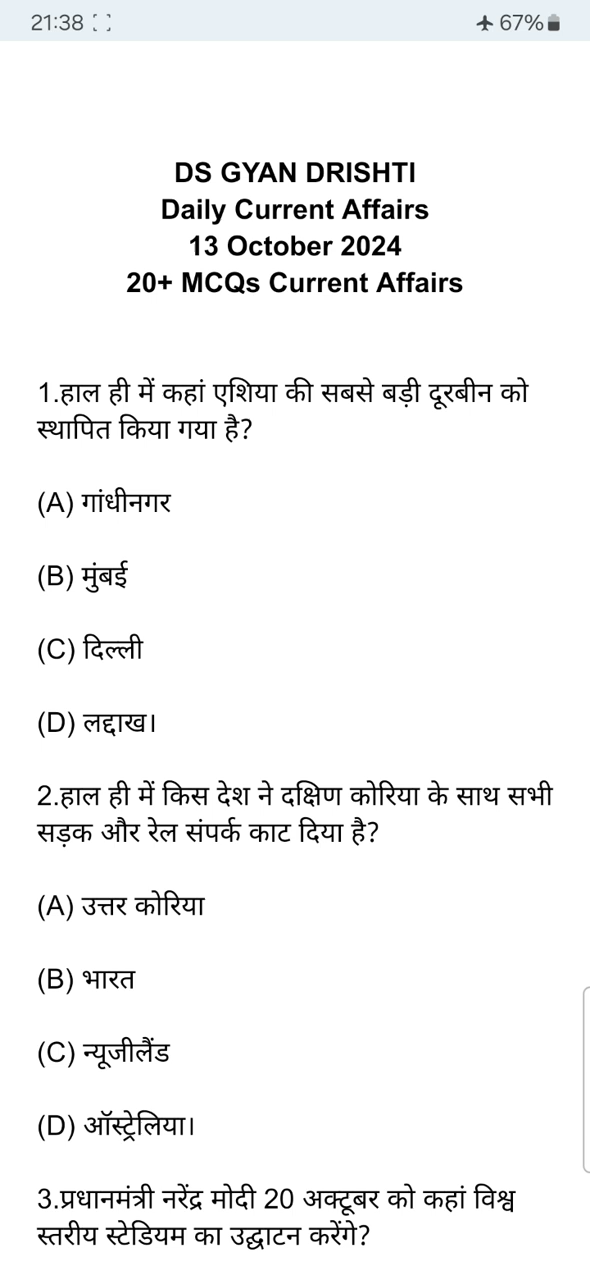 21:38
67%
DS GYAN DRISHTI
Daily Current Affairs
13 October 2024
20+ MCQs Current Affairs
1.हाल ही में कहां एशिया की सबसे बड़ी दूरबीन को
स्थापित किया गया है?
(A) गांधीनगर
(B) मुंबई
(C) दिल्ली
(D) लद्दाख।
2.हाल ही में किस देश ने दक्षिण कोरिया के साथ सभी
सड़क और रेल संपर्क काट दिया है?
(A) उत्तर कोरिया
(B) भारत
(C) न्यूजीलैंड
(D) ऑस्ट्रेलिया।
3.प्रधानमंत्री नरेंद्र मोदी 20 अक्टूबर को कहां विश्व
स्तरीय स्टेडियम का उद्घाटन करेंगे?